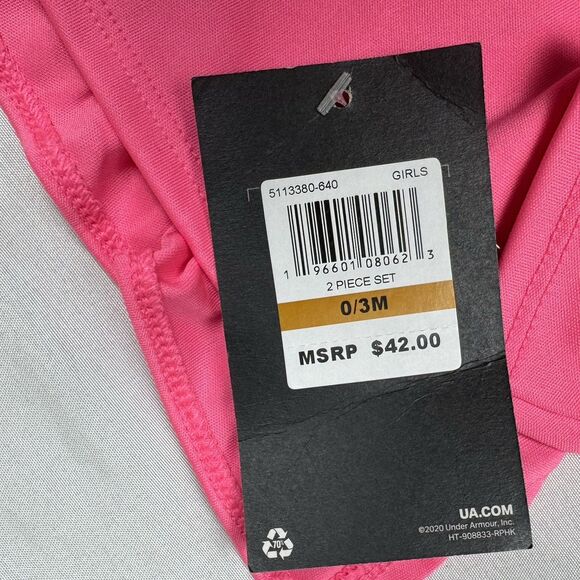 5113380-640 GIRLS
1 96601 08062 3
2 PIECE SET
0/3M
MSRP $42.00
UA.COM
©2020 Under Armour, Inc.
HT-908833-RPHK
70%